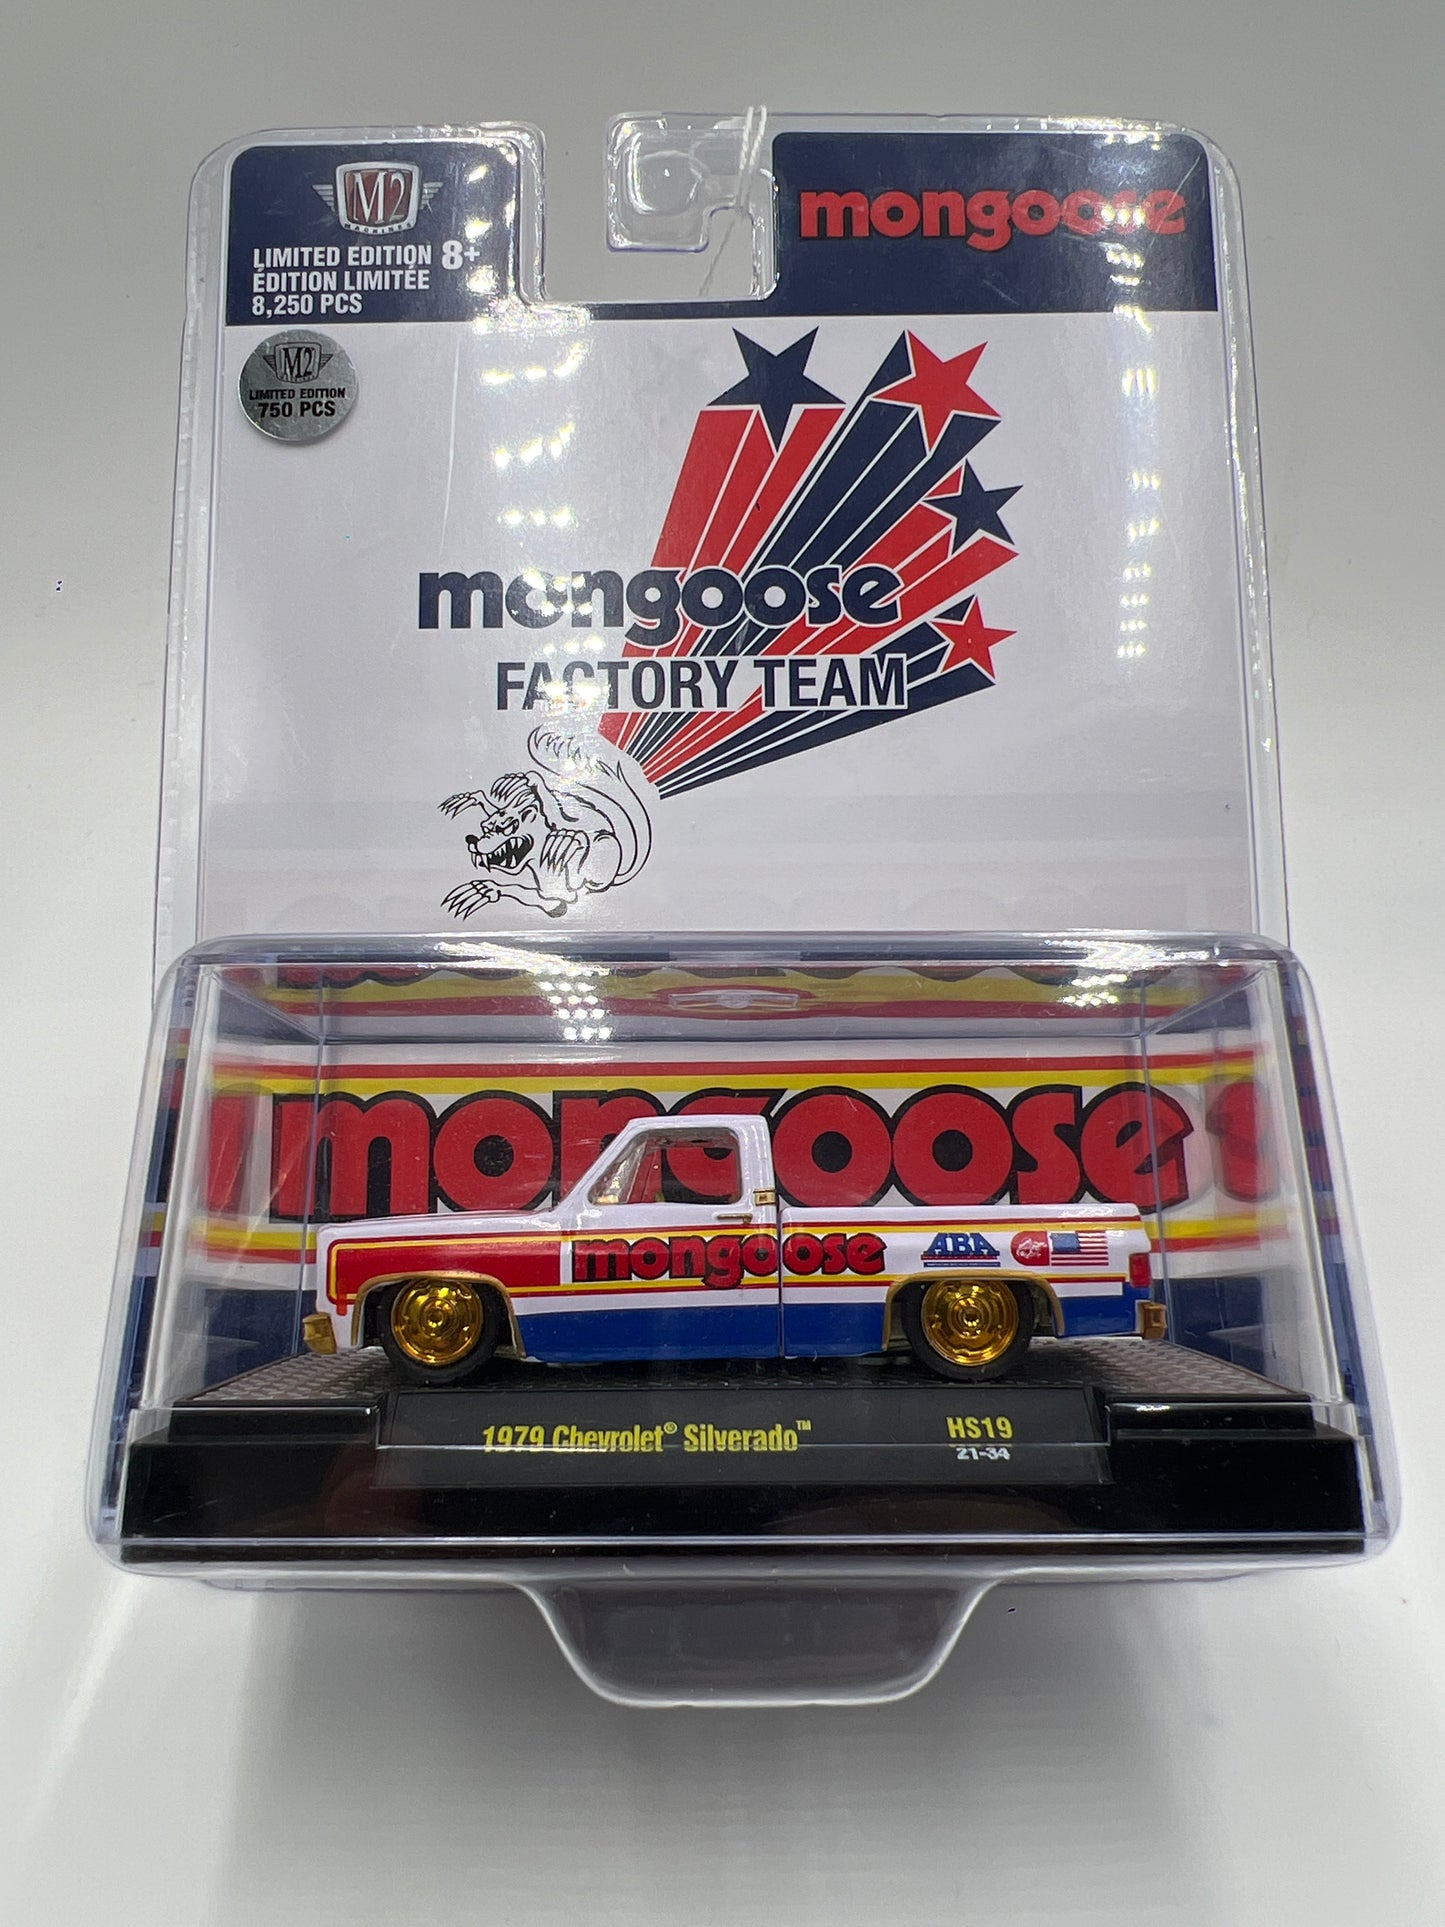 M2
MACHINES
LIMITED EDITION 8+
ÉDITION LIMITÉE
8,250 PCS
mongoose
M2
LIMITED EDITION
750 PCS
mongoose
FACTORY TEAM
mongoose
mongoose
ABA
1979 Chevrolet® Silverado™
HS19
21-34